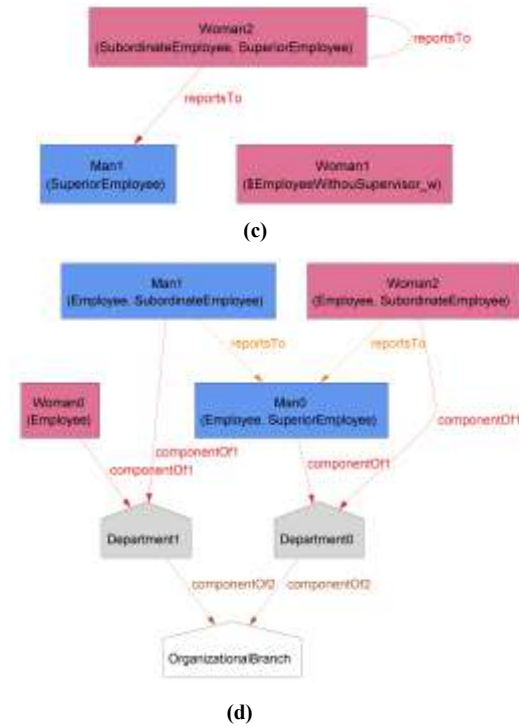 Woman2
(SubordinateEmployee, SuperiorEmployee)
reportsTo
reportsTo
Man1
(SuperiorEmployee)
Woman1
($EmployeeWithouSupervisor_w)
(c)
Man1
(Employee, SubordinateEmployee)
Woman2
(Employee, SubordinateEmployee)
reportsTo
reportsTo
Woman0
(Employee)
Man0
(Employee, SuperiorEmployee)
componentOf1
componentOf1
componentOf1
componentOf1
Department1
Department0
componentOf2
componentOf2
OrganizationalBranch
(d)